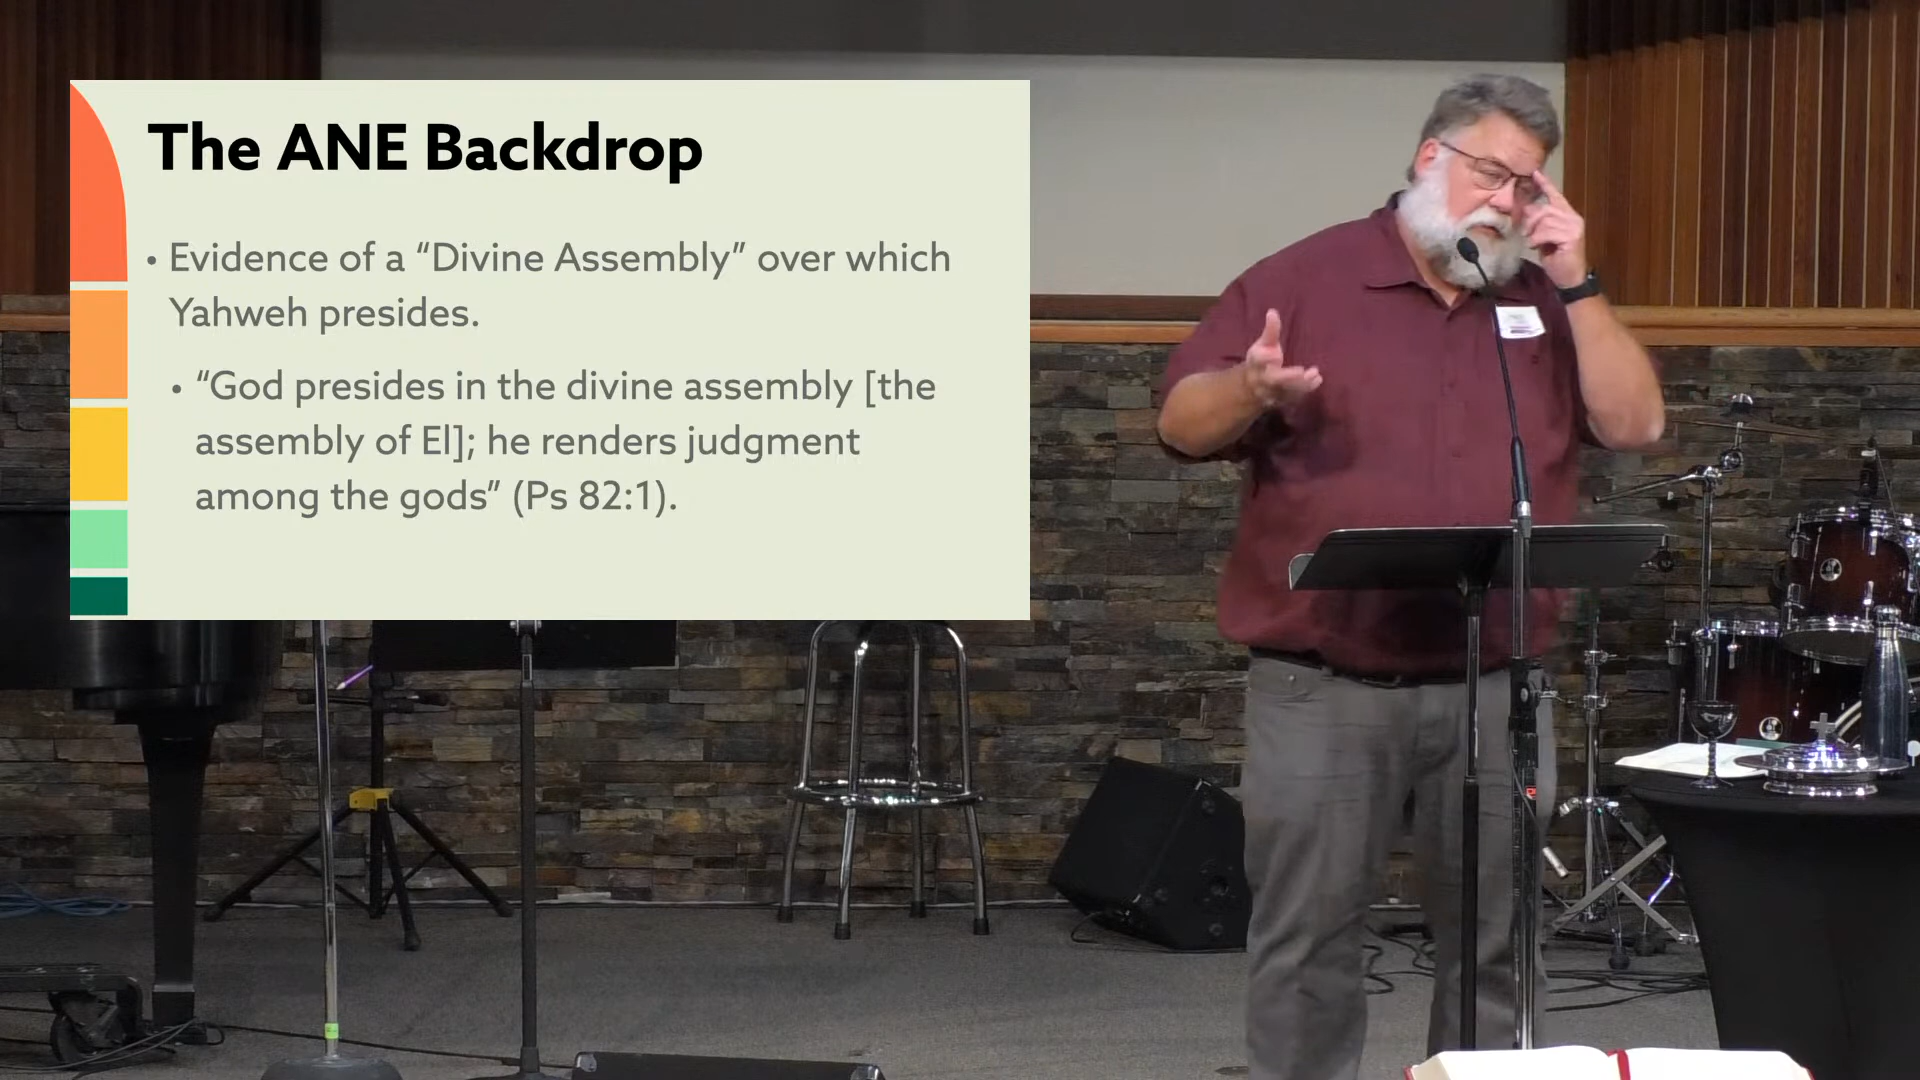 The ANE Backdrop
• Evidence of a “Divine Assembly” over which
Yahweh presides.
• “God presides in the divine assembly [the
assembly of El]; he renders judgment
among the gods” (Ps 82:1).